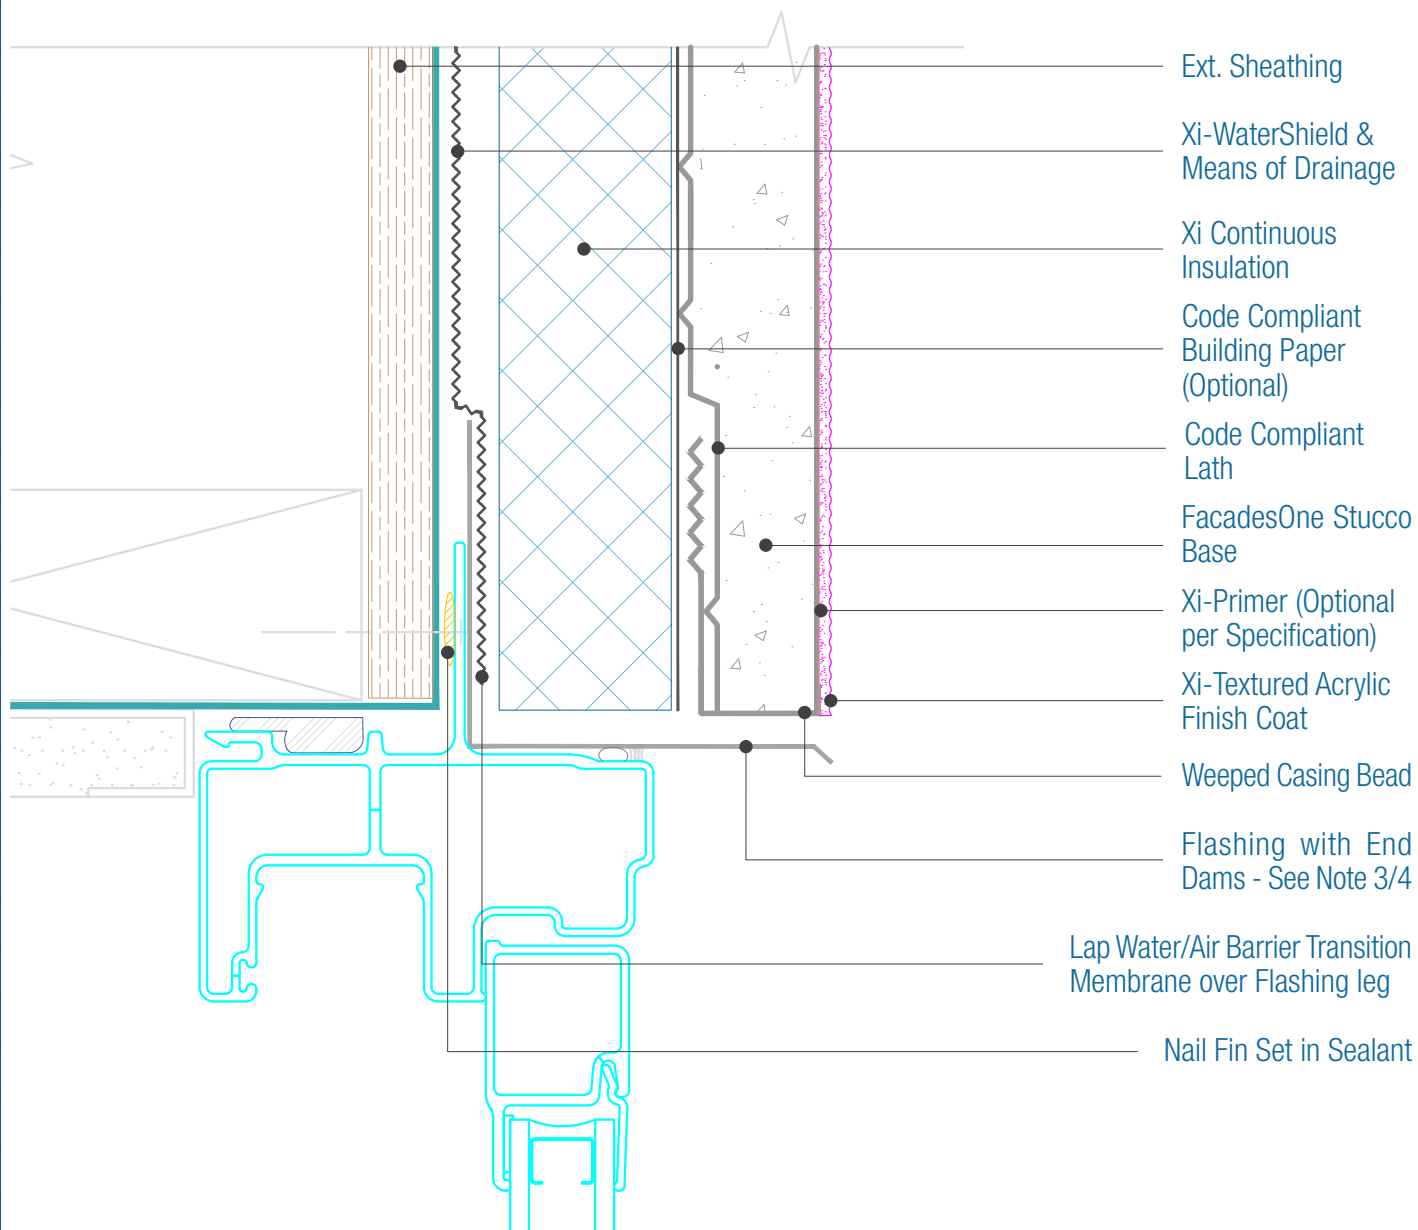 Ext. Sheathing
Xi-WaterShield &
Means of Drainage
Xi Continuous
Insulation
Code Compliant
Building Paper
(Optional)
Code Compliant
Lath
FacadesOne Stucco
Base
Xi-Primer (Optional
per Specification)
Xi-Textured Acrylic
Finish Coat
Weeped Casing Bead
Flashing with End
Dams - See Note 3/4
Lap Water/Air Barrier Transition
Membrane over Flashing leg
Nail Fin Set in Sealant